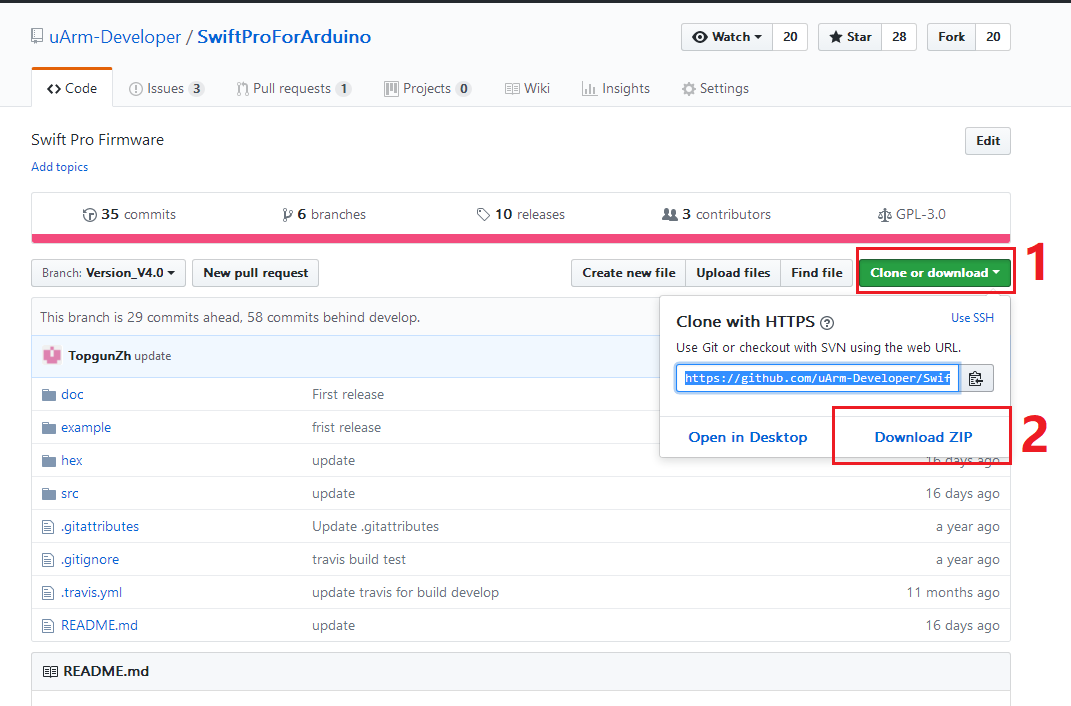 uArm-Developer / SwiftProForArduino
Watch 20 Star 28 Fork 20
Code Issues 3 Pull requests 1 Projects 0 Wiki Insights Settings
Swift Pro Firmware
Edit
Add topics
35 commits 6 branches 10 releases 3 contributors GPL-3.0
Branch: Version_V4.0 New pull request Create new file Upload files Find file Clone or download 1
This branch is 29 commits ahead, 58 commits behind develop.
Clone with HTTPS ? Use SSH
Use Git or checkout with SVN using the web URL.
https://github.com/uArm-Developer/Swif
Open in Desktop Download ZIP 2
TopgunZh update
doc First release
example frist release
hex update 16 days ago
src update 16 days ago
.gitattributes Update .gitattributes a year ago
.gitignore travis build test a year ago
.travis.yml update travis for build develop 11 months ago
README.md update 16 days ago
README.md